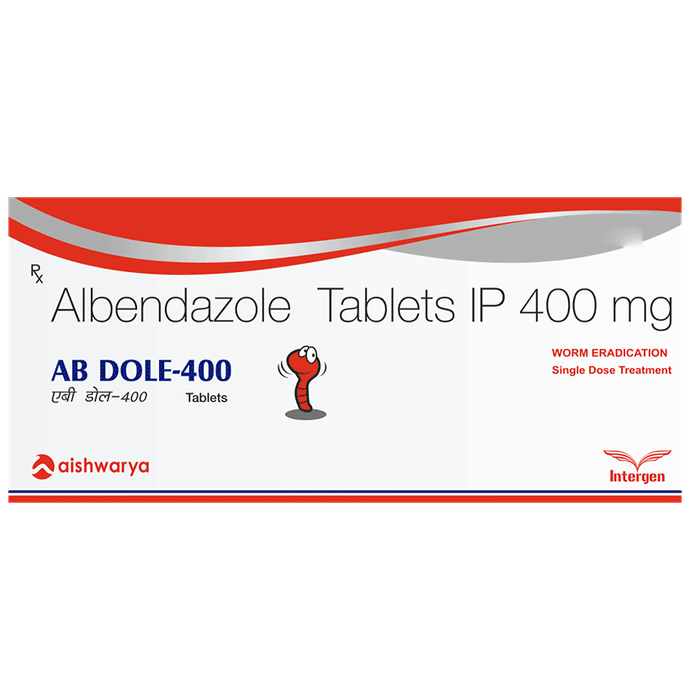 Rx
Albendazole Tablets IP 400 mg
AB DOLE-400
एबी डोल-400 Tablets
WORM ERADICATION
Single Dose Treatment
aishwarya
Intergen